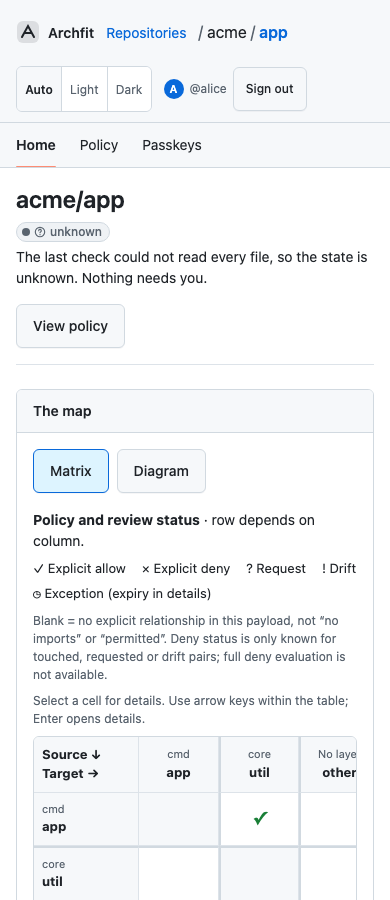 Archfit Repositories / acme / app
Auto Light Dark A @alice Sign out
Home Policy Passkeys
acme/app
unknown
The last check could not read every file, so the state is
unknown. Nothing needs you.
View policy
The map
Matrix Diagram
Policy and review status · row depends on
column.
✓ Explicit allow × Explicit deny ? Request ! Drift
◷ Exception (expiry in details)
Blank = no explicit relationship in this payload, not “no
imports” or “permitted”. Deny status is only known for
touched, requested or drift pairs; full deny evaluation is
not available.
Select a cell for details. Use arrow keys within the table;
Enter opens details.
Source ↓ cmd core No laye
Target → app util other
cmd
app ✓
core
util